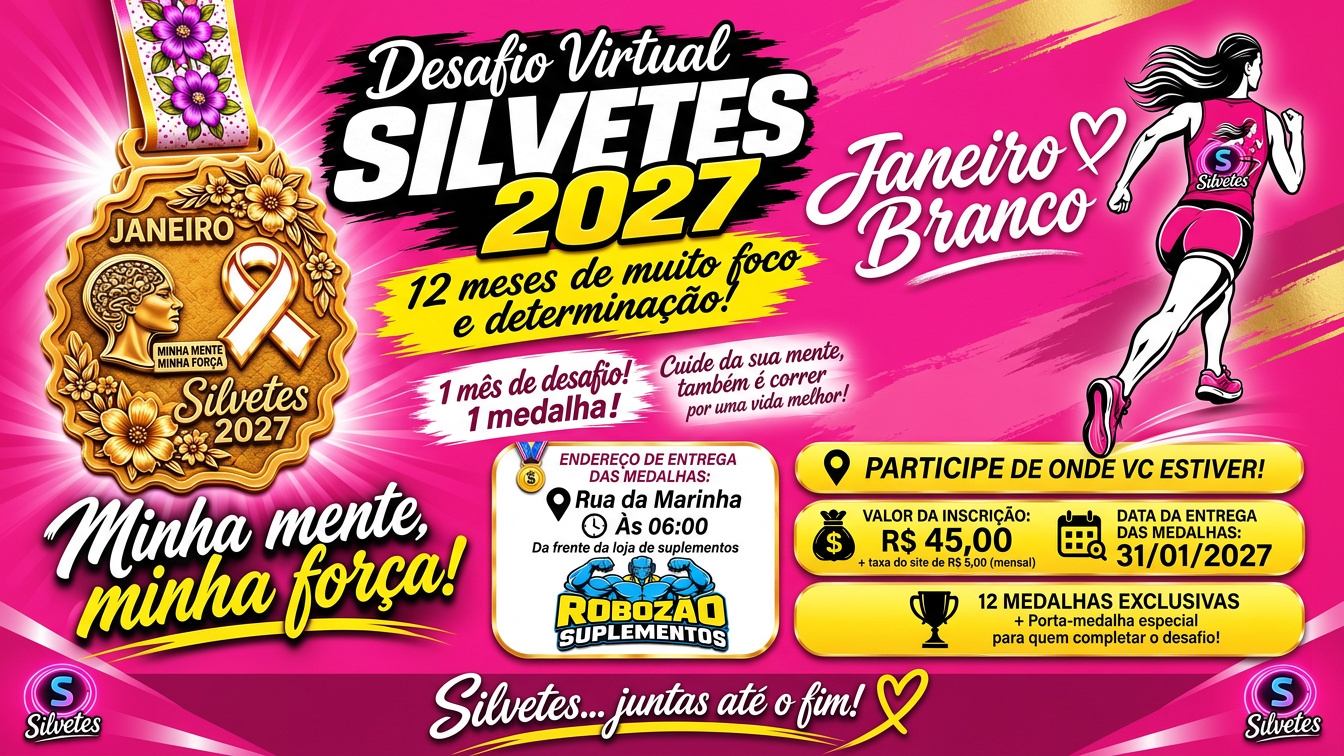 JANEIRO
MINHA MENTE
MINHA FORÇA
Silvetes
2027
Minha mente,
minha força!
Desafio Virtual
SILVETES
2027
12 meses de muito foco
e determinação!
1 mês de desafio!
1 medalha!
Cuide da sua mente,
também é correr
por uma vida melhor!
Janeiro
Branco
S
Silvetes
ENDEREÇO DE ENTREGA
DAS MEDALHAS:
Rua da Marinha
Às 06:00
Da frente da loja de suplementos
ROBOZÃO
SUPLEMENTOS
PARTICIPE DE ONDE VC ESTIVER!
VALOR DA INSCRIÇÃO:
R$ 45,00
+ taxa do site de R$ 5,00 (mensal)
DATA DA ENTREGA
DAS MEDALHAS:
31/01/2027
12 MEDALHAS EXCLUSIVAS
+ Porta-medalha especial
para quem completar o desafio!
S
Silvetes
Silvetes... juntas até o fim!
S
Silvetes